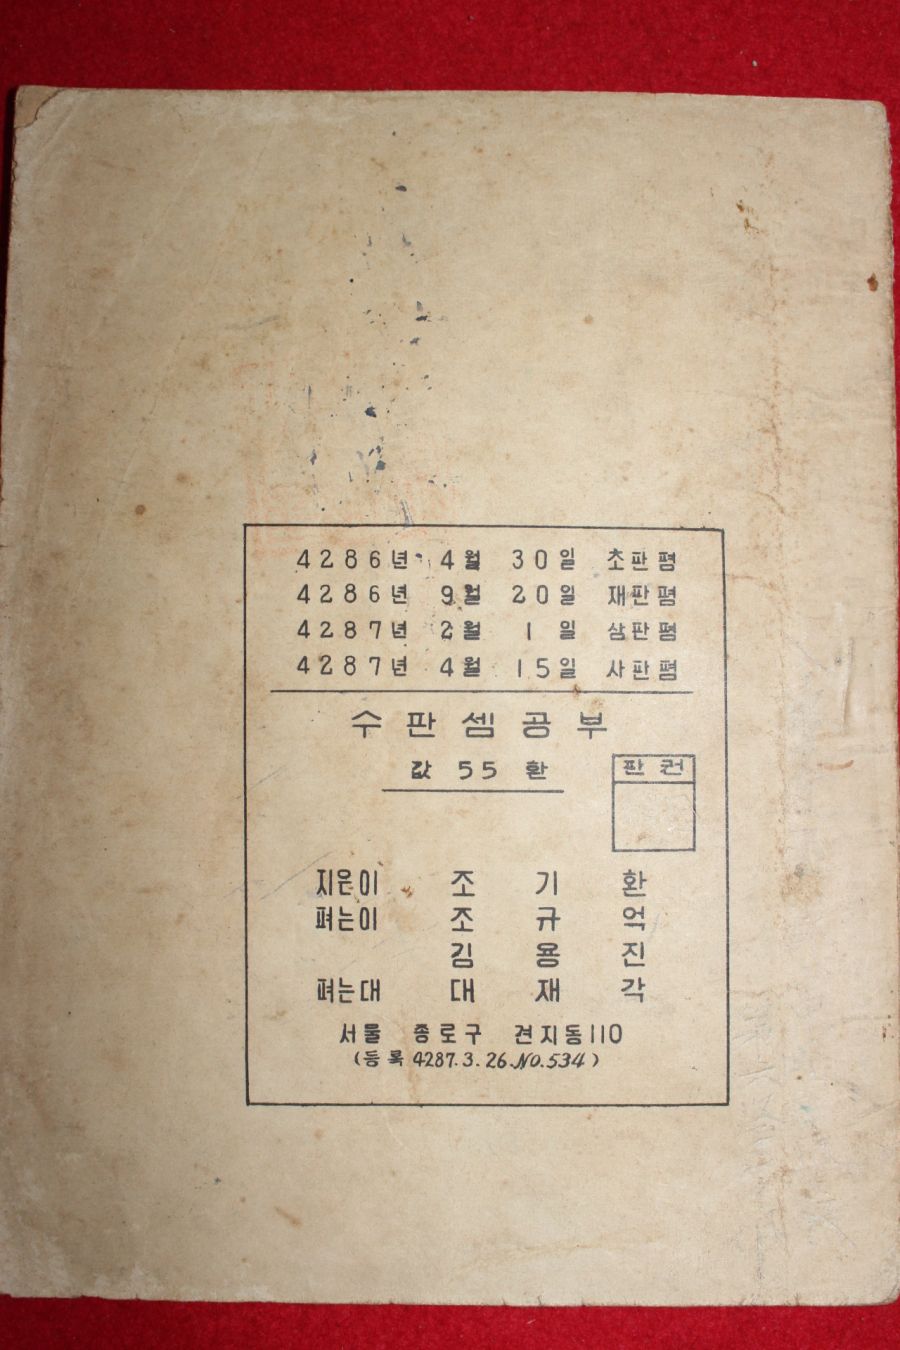 4286년 4월 30일 초판평
4286년 9월 20일 재판평
4287년 2월 1일 삼판평
4287년 4월 15일 사판평
수판셈공부
값 55 환
판권
지은이 조기환
펴는이 조규억
김용진
펴는대 대재각
서울 종로구 견지동110
(등록 4287.3.26.No.534)